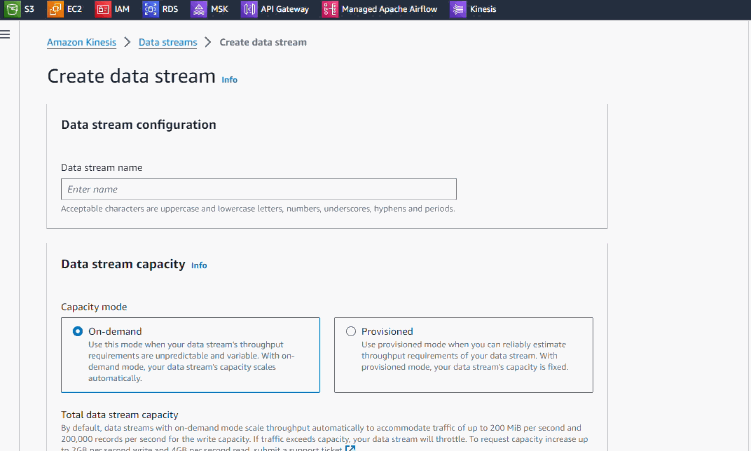 S3 EC2 IAM RDS MSK API Gateway Managed Apache Airflow Kinesis
Amazon Kinesis > Data streams > Create data stream
Create data stream Info
Data stream configuration
Data stream name
Enter name
Acceptable characters are uppercase and lowercase letters, numbers, underscores, hyphens and periods.
Data stream capacity Info
Capacity mode
On-demand
Use this mode when your data stream's throughput
requirements are unpredictable and variable. With on-
demand mode, your data stream's capacity scales
automatically.
Provisioned
Use provisioned mode when you can reliably estimate
throughput requirements of your data stream. With
provisioned mode, your data stream's capacity is fixed.
Total data stream capacity
By default, data streams with on-demand mode scale throughput automatically to accommodate traffic of up to 200 MiB per second and
200,000 records per second for the write capacity. If traffic exceeds capacity, your data stream will throttle. To request capacity increase up
to 2GB per second write and 4GB per second read, submit a support ticket